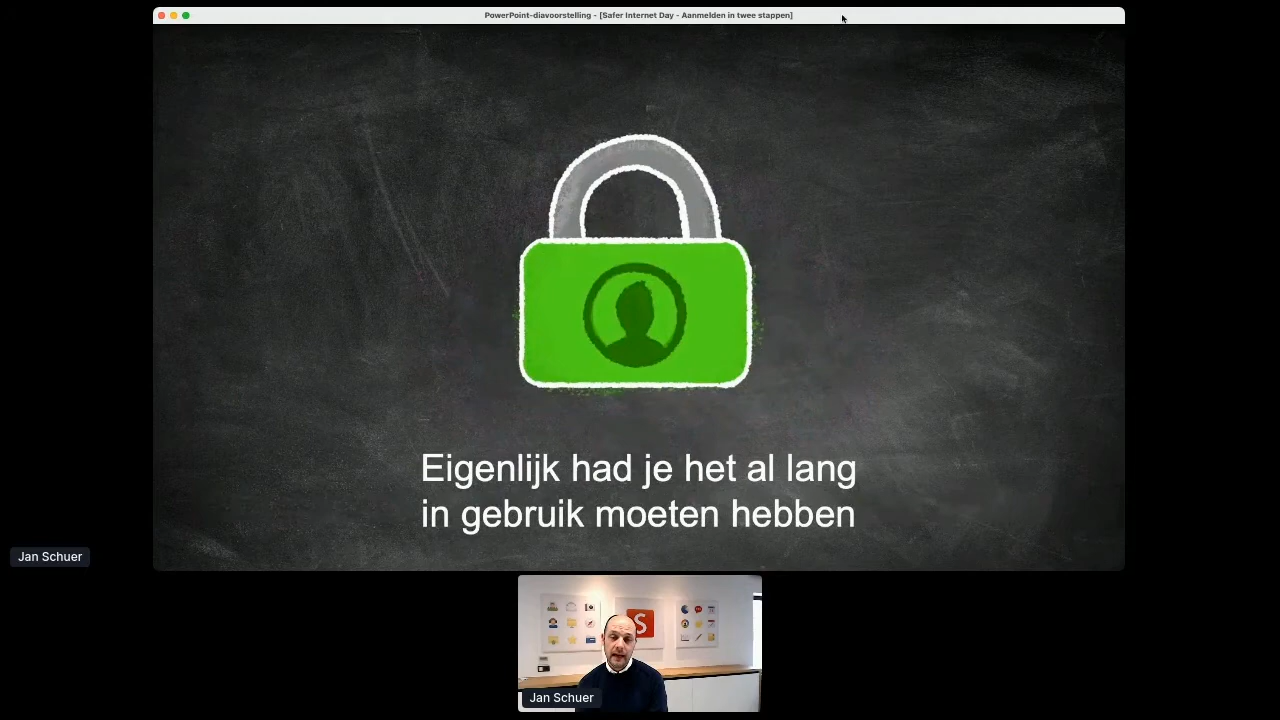 PowerPoint-diavoorstelling - [Safer Internet Day - Aanmelden in twee stappen]
Eigenlijk had je het al lang
in gebruik moeten hebben
Jan Schuer
S
Jan Schuer